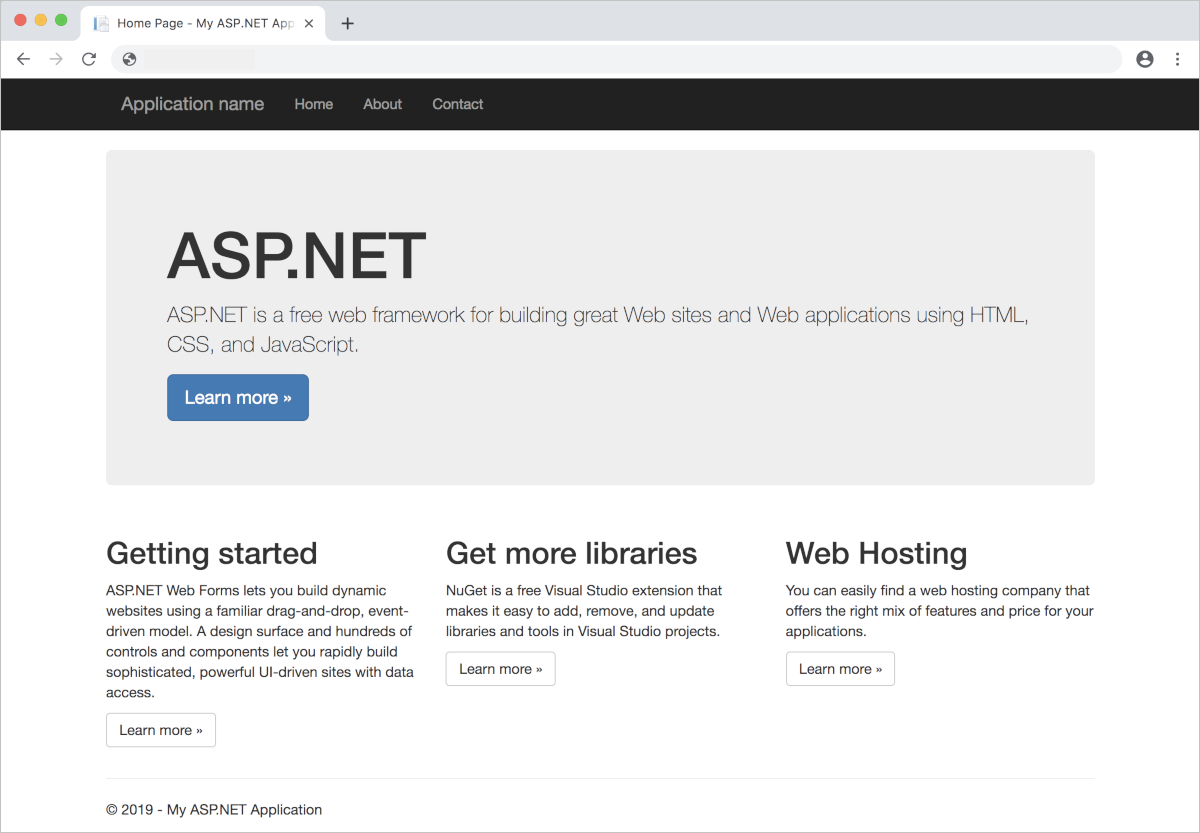 Home Page - My ASP.NET App
Application name
Home
About
Contact
ASP.NET
ASP.NET is a free web framework for building great Web sites and Web applications using HTML,
CSS, and JavaScript.
Learn more »
Getting started
ASP.NET Web Forms lets you build dynamic
websites using a familiar drag-and-drop, event-
driven model. A design surface and hundreds of
controls and components let you rapidly build
sophisticated, powerful UI-driven sites with data
access.
Learn more »
Get more libraries
NuGet is a free Visual Studio extension that
makes it easy to add, remove, and update
libraries and tools in Visual Studio projects.
Learn more »
Web Hosting
You can easily find a web hosting company that
offers the right mix of features and price for your
applications.
Learn more »
© 2019 - My ASP.NET Application